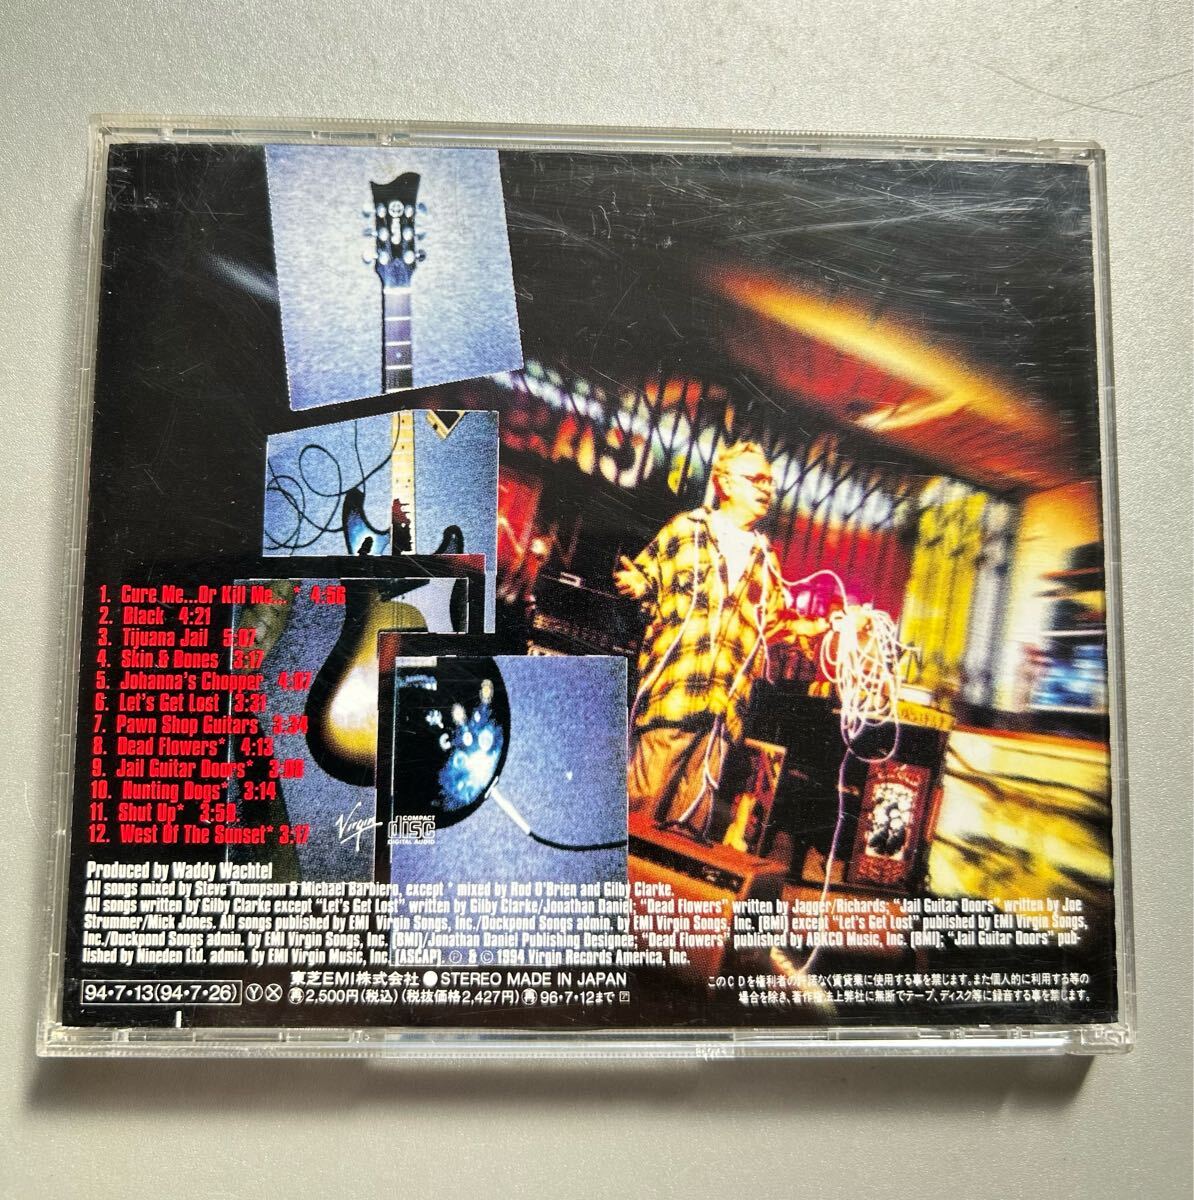 1. Cure Me...Or Kill Me... * 4:56
2. Black 4:21
3. Tijuana Jail 5:07
4. Skin & Bones 3:17
5. Johanna's Chopper 4:07
6. Let's Get Lost 3:31
7. Pawn Shop Guitars 3:34
8. Dead Flowers* 4:13
9. Jail Guitar Doors* 3:08
10. Hunting Dogs* 3:14
11. Shut Up* 3:58
12. West Of The Sunset* 3:17
Virgin
COMPACT
disc
DIGITAL AUDIO
Produced by Waddy Wachtel
All songs mixed by Steve Thompson & Michael Barbiero, except * mixed by Rod O'Brien and Gilby Clarke.
All songs written by Gilby Clarke except "Let's Get Lost" written by Gilby Clarke/Jonathan Daniel; "Dead Flowers" written by Jagger/Richards; "Jail Guitar Doors" written by Joe
Strummer/Mick Jones. All songs published by EMI Virgin Songs, Inc./Duckpond Songs admin. by EMI Virgin Songs, Inc. (BMI) except "Let's Get Lost" published by EMI Virgin Songs,
Inc./Duckpond Songs admin. by EMI Virgin Songs, Inc. (BMI)/Jonathan Daniel Publishing Designee; "Dead Flowers" published by ABKCO Music, Inc. (BMI); "Jail Guitar Doors" pub-
lished by Nineden Ltd. admin. by EMI Virgin Music, Inc. (ASCAP). Ⓟ & © 1994 Virgin Records America, Inc.
東芝EMI株式会社 ● STEREO MADE IN JAPAN
94・7・13(94・7・26) Ⓨ Ⓧ ㊢2,500円(税込)(税抜価格2,427円) ㊢96・7・12まで Ⓟ
このCDを権利者の許諾なく賃貸業に使用する事を禁じます。また個人的に利用する等の
場合を除き、著作権法上弊社に無断でテープ、ディスク等に録音する事を禁じます。